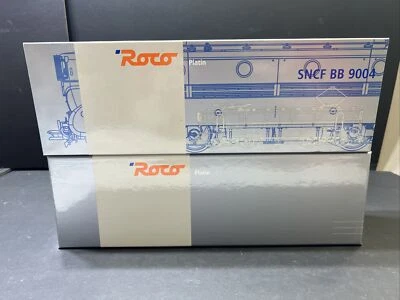 Roco
Platin
SNCF BB 9004
Roco
Platin